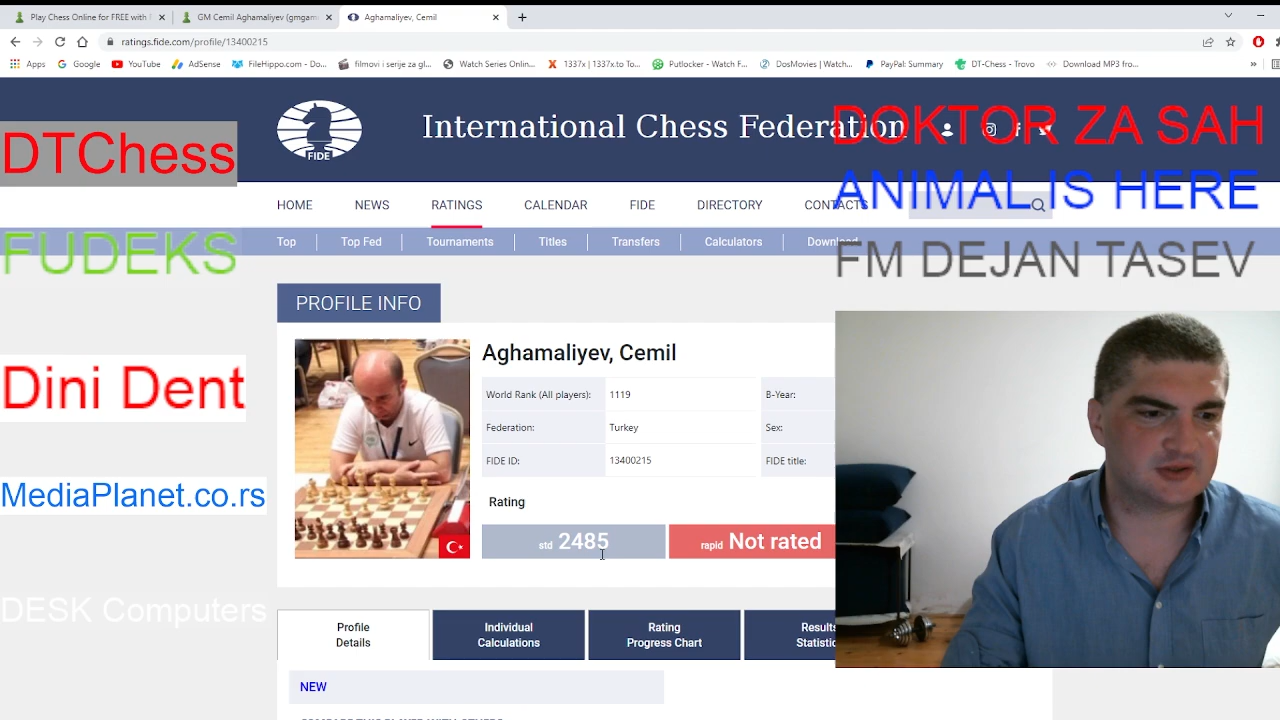 Play Chess Online for FREE with F
GM Cemil Aghamaliyev (gmgam
Aghamaliyev, Cemil
ratings.fide.com/profile/13400215
Apps
Google
YouTube
AdSense
FileHippo.com - Do...
filmovi i serije za gl...
Watch Series Onlin...
1337x | 1337x.to To...
Putlocker - Watch F...
DosMovies | Watch...
PayPal: Summary
DT-Chess - Trovo
Download MP3 fro...
»
FIDE
International Chess Federation
DOKTOR ZA SAH
DTChess
ANIMAL IS HERE
HOME NEWS RATINGS CALENDAR FIDE DIRECTORY CONTACTS
FUDEKS
Top Top Fed Tournaments Titles Transfers Calculators Download
FM DEJAN TASEV
PROFILE INFO
Aghamaliyev, Cemil
Dini Dent
World Rank (All players): 1119 B-Year:
Federation: Turkey Sex:
FIDE ID: 13400215 FIDE title:
MediaPlanet.co.rs
Rating
std 2485 rapid Not rated
DESK Computers
Profile
Details
Individual
Calculations
Rating
Progress Chart
Results
Statistic
NEW